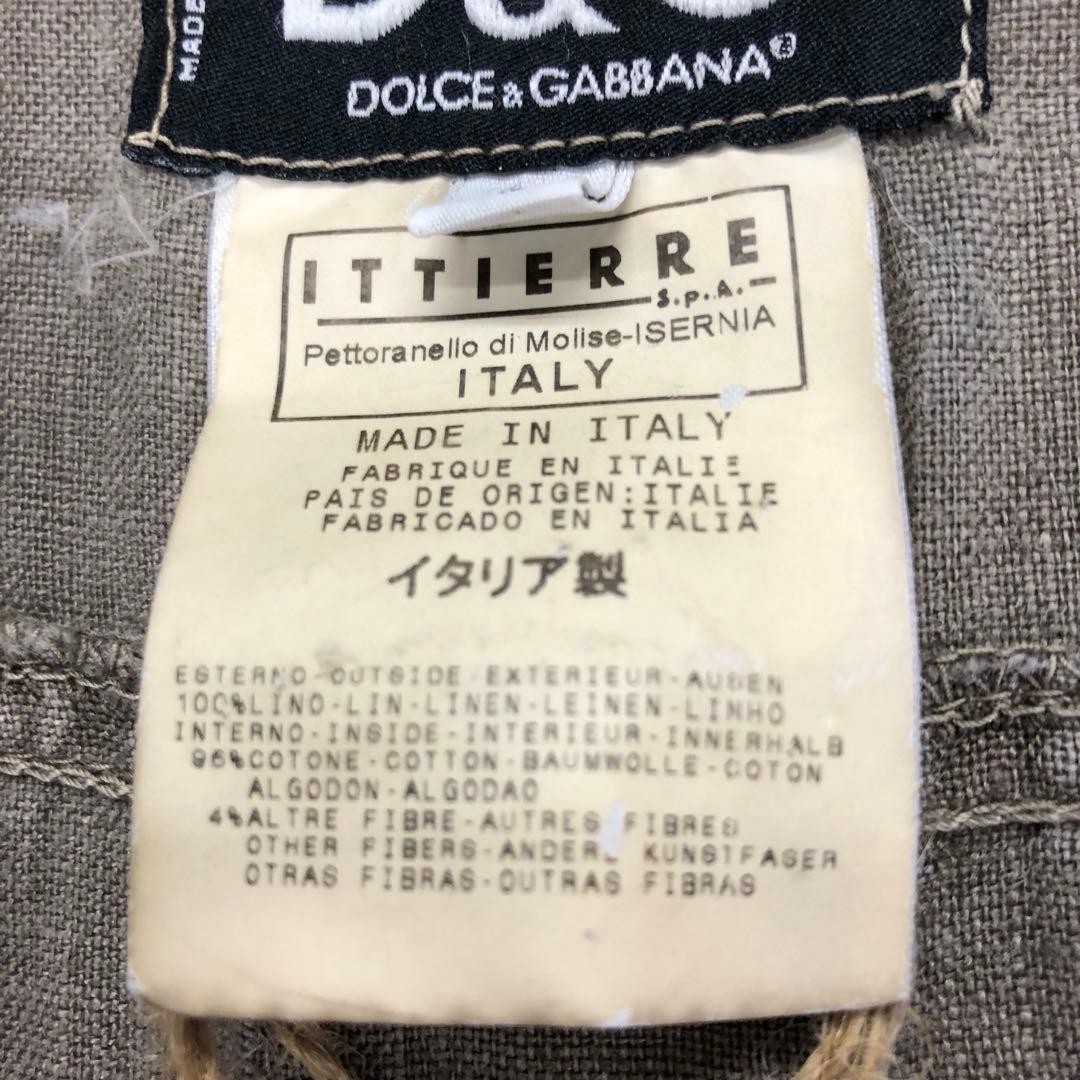 MADE
D&G
DOLCE & GABBANA®
ITTIERRE
S.p.A.
Pettoranello di Molise-ISERNIA
ITALY
MADE IN ITALY
FABRIQUE EN ITALIE
PAIS DE ORIGEN:ITALIE
FABRICADO EN ITALIA
イタリア製
ESTERNO-OUTSIDE-EXTERIEUR-AUSEN
100%LINO-LIN-LINEN-LEINEN-LINHO
INTERNO-INSIDE-INTERIEUR-INNERHALB
96%COTONE-COTTON-BAUMWOLLE-COTON
ALGODON-ALGODAO
4%ALTRE FIBRE-AUTRES FIBRES
OTHER FIBERS-ANDERE KUNSTFASER
OTRAS FIBRAS-OUTRAS FIBRAS